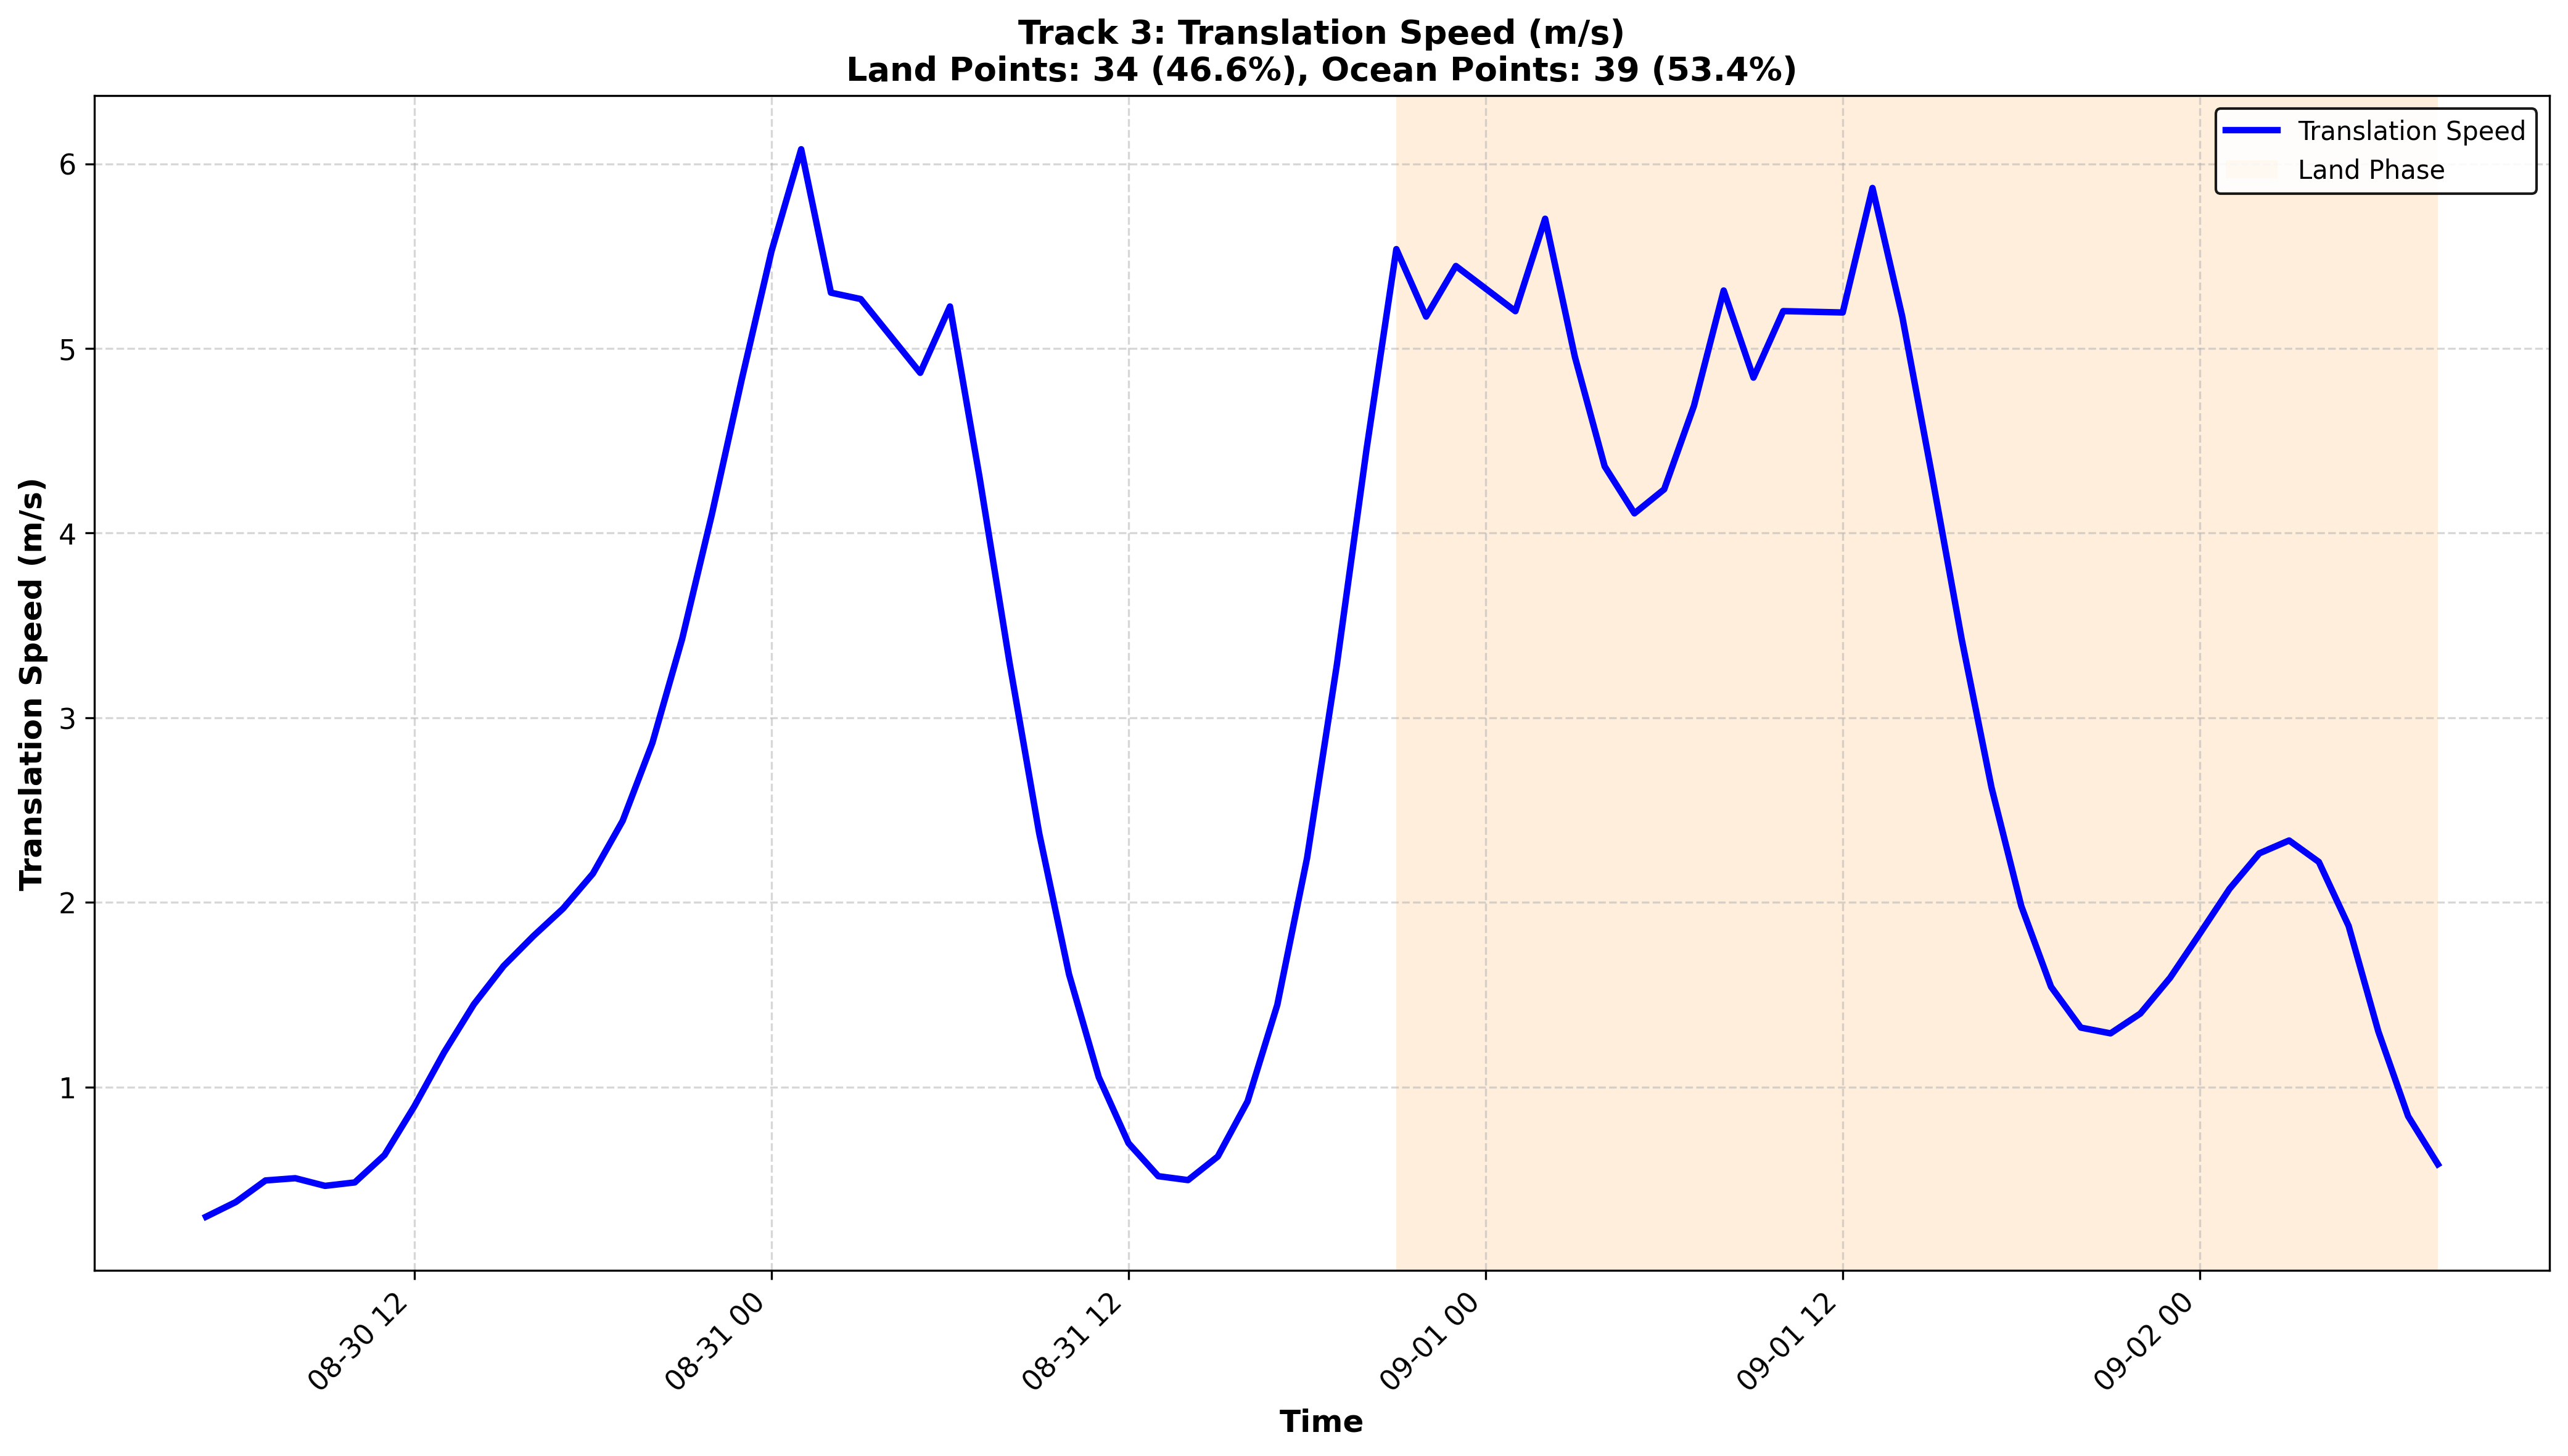 Track 3: Translation Speed (m/s)
Land Points: 34 (46.6%), Ocean Points: 39 (53.4%)
Translation Speed
Land Phase
Translation Speed (m/s)
6
5
4
3
2
1
08-30 12
08-31 00
08-31 12
09-01 00
09-01 12
09-02 00
Time